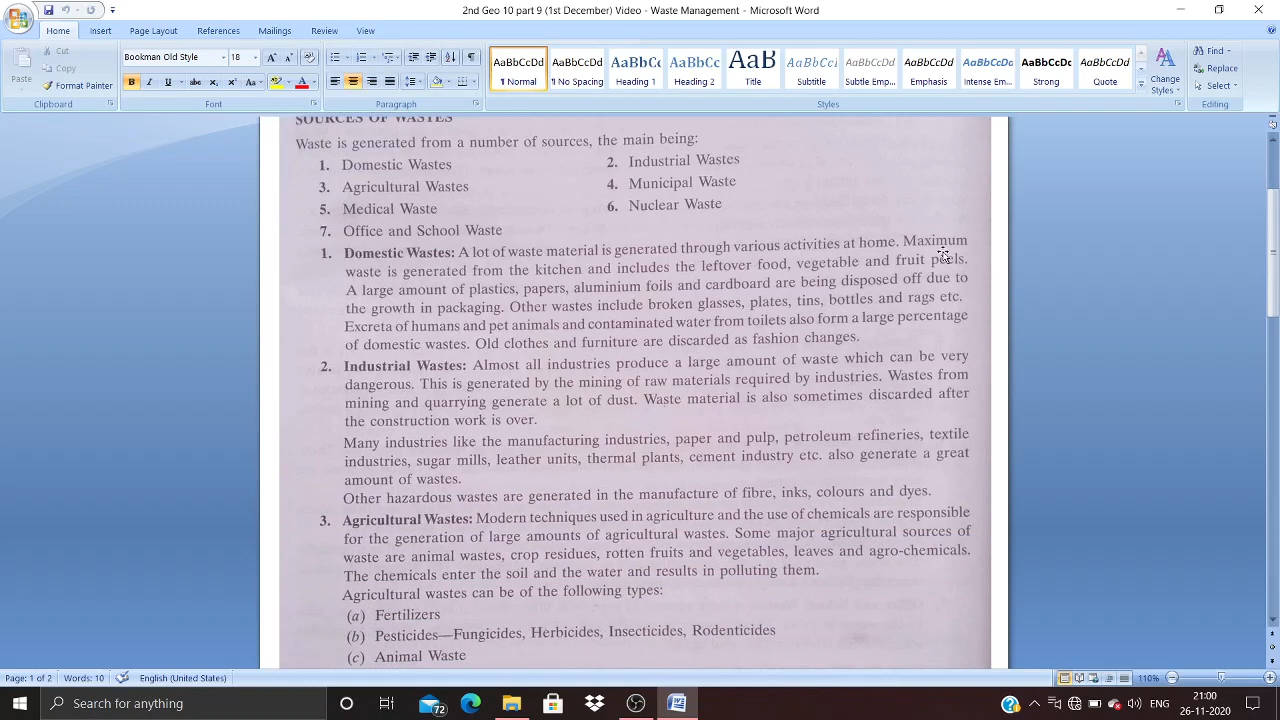 2nd Geo 10 part 9 (1st December) Video - Waste Management - Microsoft Word
Home Insert Page Layout References Mailings Review View
Paste
Cut
Copy
Format Painter
Clipboard
Bookman Old Style 18
Font
Paragraph
AaBbCcDd AaBbCcDd AaBbCc AaBbCc AaB AaBbCcl AaBbCcDd AaBbCcDd AaBbCcDd AaBbCcDc AaBbCcDd
¶ Normal ¶ No Spacing Heading 1 Heading 2 Title Subtitle Subtle Emp... Emphasis Intense Em... Strong Quote
Change Styles
Styles
Find
Replace
Select
Editing
SOURCES OF WASTES
Waste is generated from a number of sources, the main being:
1. Domestic Wastes 2. Industrial Wastes
3. Agricultural Wastes 4. Municipal Waste
5. Medical Waste 6. Nuclear Waste
7. Office and School Waste
1. Domestic Wastes: A lot of waste material is generated through various activities at home. Maximum
waste is generated from the kitchen and includes the leftover food, vegetable and fruit peels.
A large amount of plastics, papers, aluminium foils and cardboard are being disposed off due to
the growth in packaging. Other wastes include broken glasses, plates, tins, bottles and rags etc.
Excreta of humans and pet animals and contaminated water from toilets also form a large percentage
of domestic wastes. Old clothes and furniture are discarded as fashion changes.
2. Industrial Wastes: Almost all industries produce a large amount of waste which can be very
dangerous. This is generated by the mining of raw materials required by industries. Wastes from
mining and quarrying generate a lot of dust. Waste material is also sometimes discarded after
the construction work is over.
Many industries like the manufacturing industries, paper and pulp, petroleum refineries, textile
industries, sugar mills, leather units, thermal plants, cement industry etc. also generate a great
amount of wastes.
Other hazardous wastes are generated in the manufacture of fibre, inks, colours and dyes.
3. Agricultural Wastes: Modern techniques used in agriculture and the use of chemicals are responsible
for the generation of large amounts of agricultural wastes. Some major agricultural sources of
waste are animal wastes, crop residues, rotten fruits and vegetables, leaves and agro-chemicals.
The chemicals enter the soil and the water and results in polluting them.
Agricultural wastes can be of the following types:
(a) Fertilizers
(b) Pesticides—Fungicides, Herbicides, Insecticides, Rodenticides
(c) Animal Waste
Page: 1 of 2 Words: 10 English (United States) 110%
Type here to search
Search for anything
72
ENG
21:00
26-11-2020